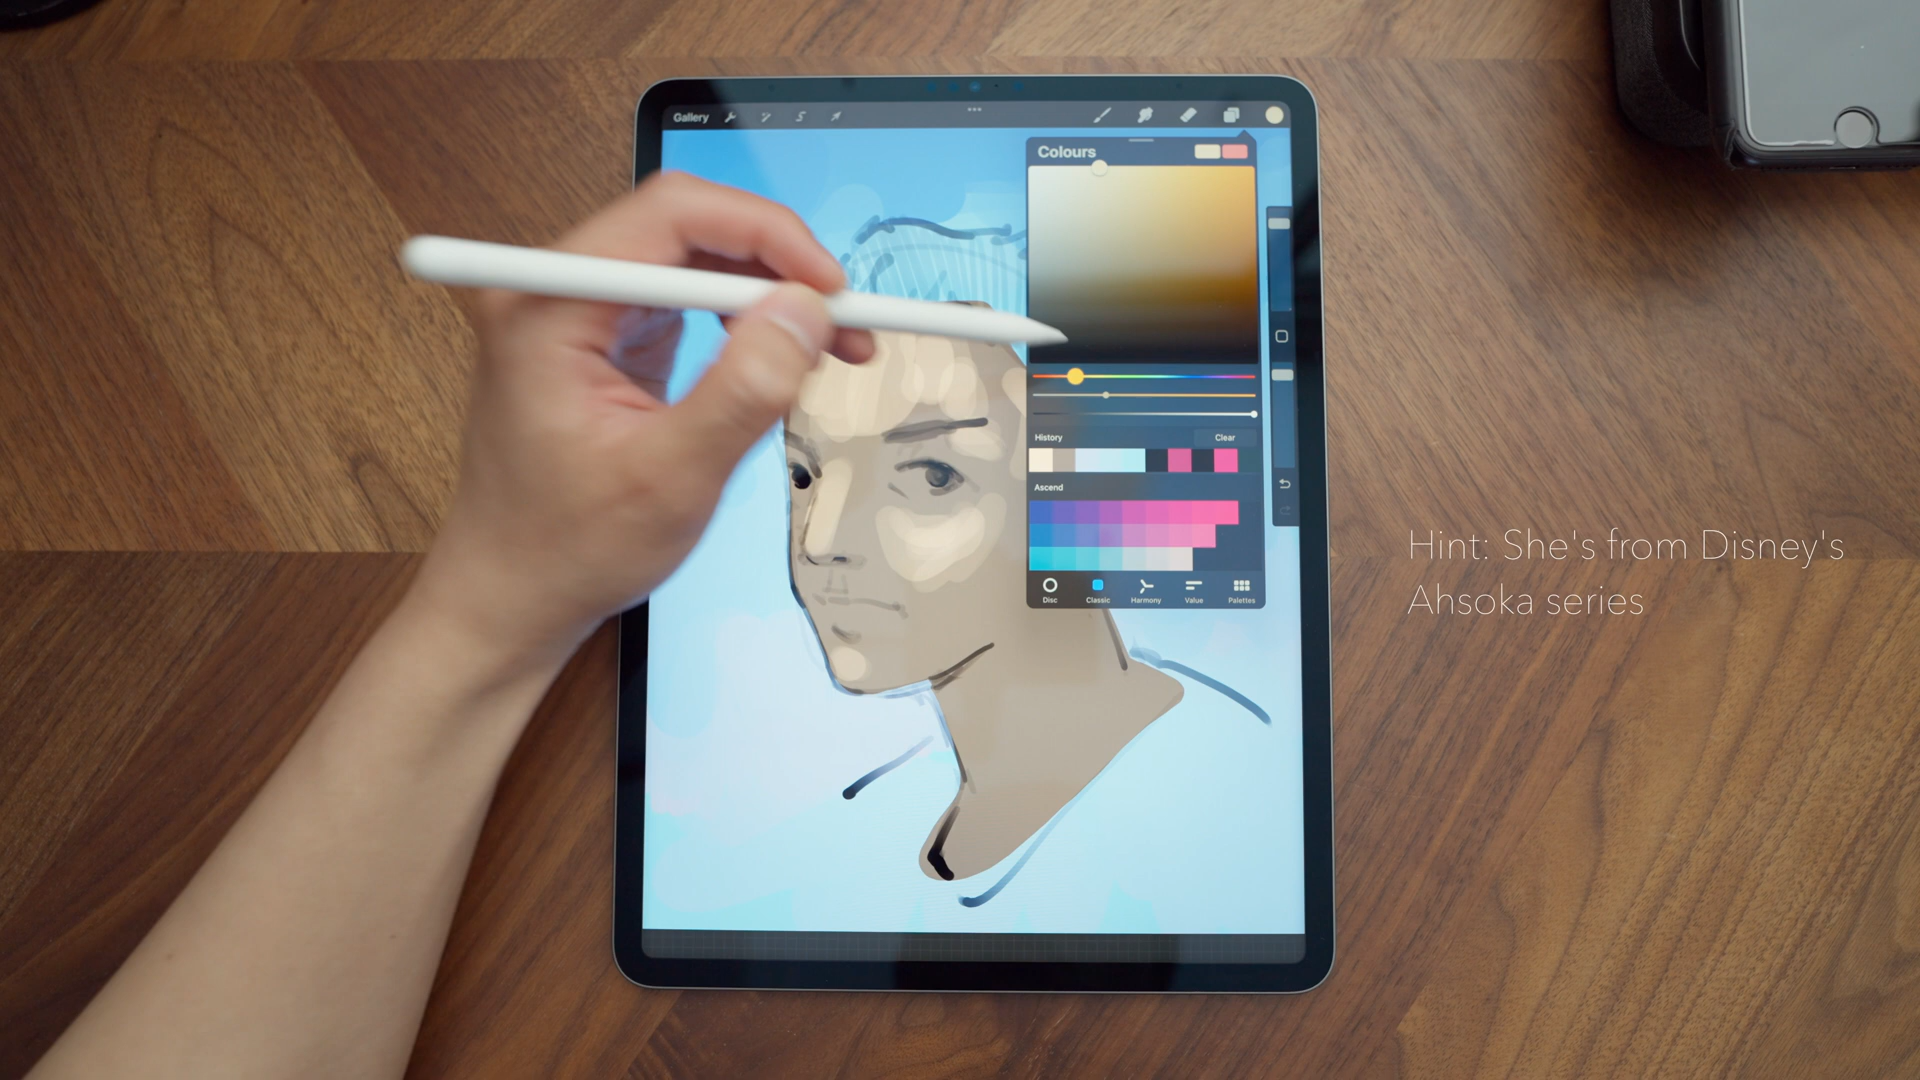 Gallery
Colours
History
Clear
Ascend
Disc
Classic
Harmony
Value
Palettes
Hint: She's from Disney's
Ahsoka series